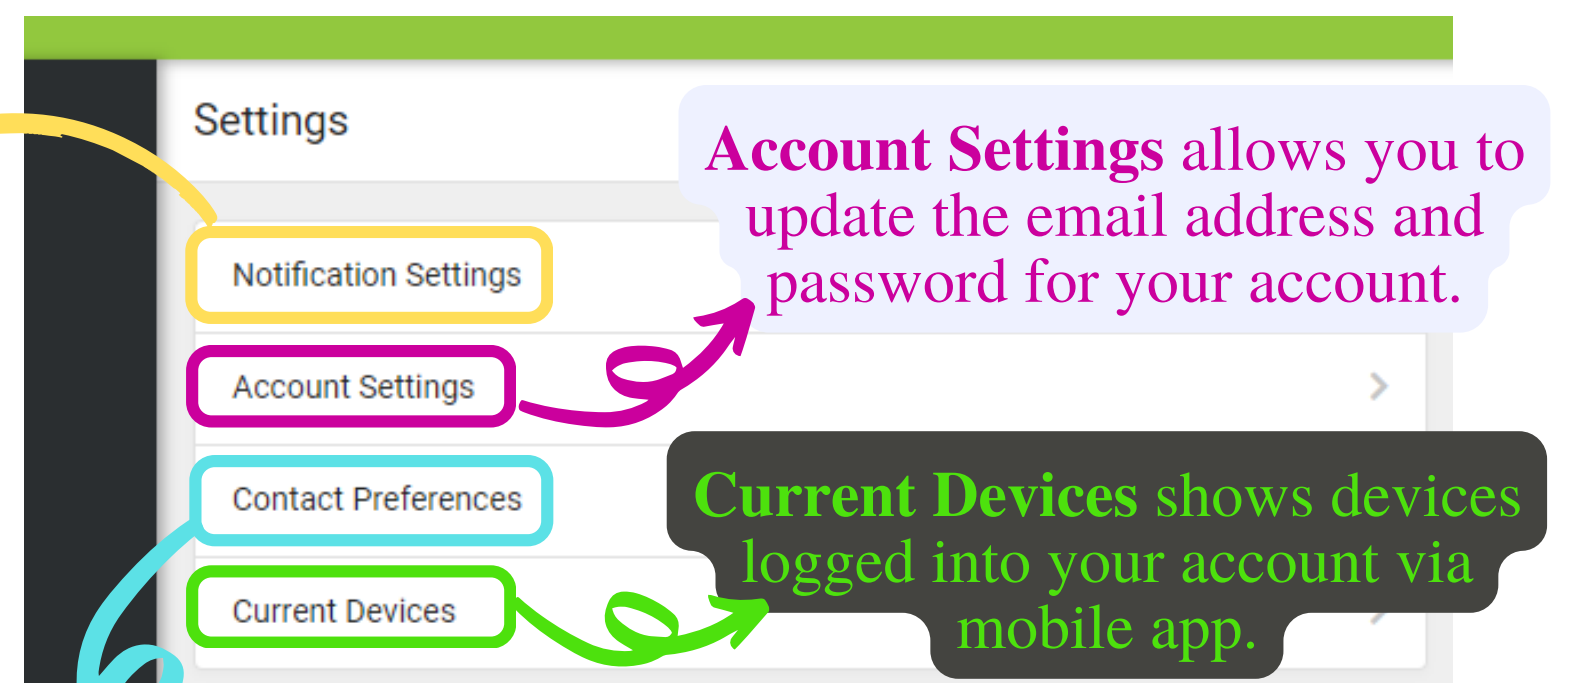 Settings
Account Settings allows you to
update the email address and
password for your account.
Notification Settings
Account Settings
Contact Preferences
Current Devices shows devices
logged into your account via
mobile app.
Current Devices